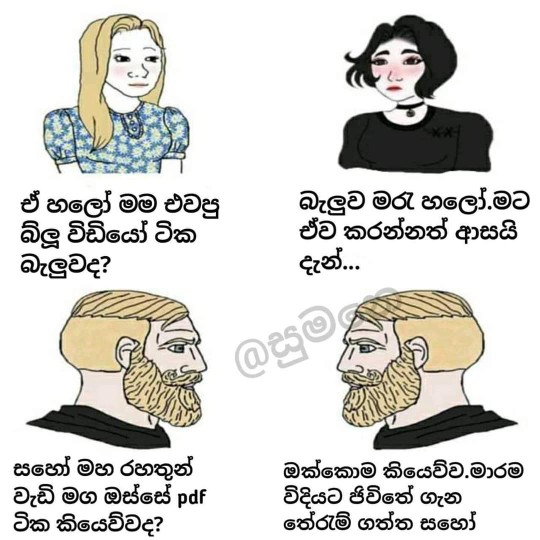 ඒ හලෝ මම එවපු
බ්ලූ විඩියෝ ටික
බැලුවද?
බැලුව මරැ හලෝ.මට
ඒව කරන්නත් ආසයි
දැන්...
@සුමනෙ
සහෝ මහ රහතුන්
වැඩි මග ඔස්සේ pdf
ටික කියෙව්වද?
ඔක්කොම කියෙව්ව.මාරම
විදියට ජිවිතේ ගැන
තේරැම් ගත්ත සහෝ